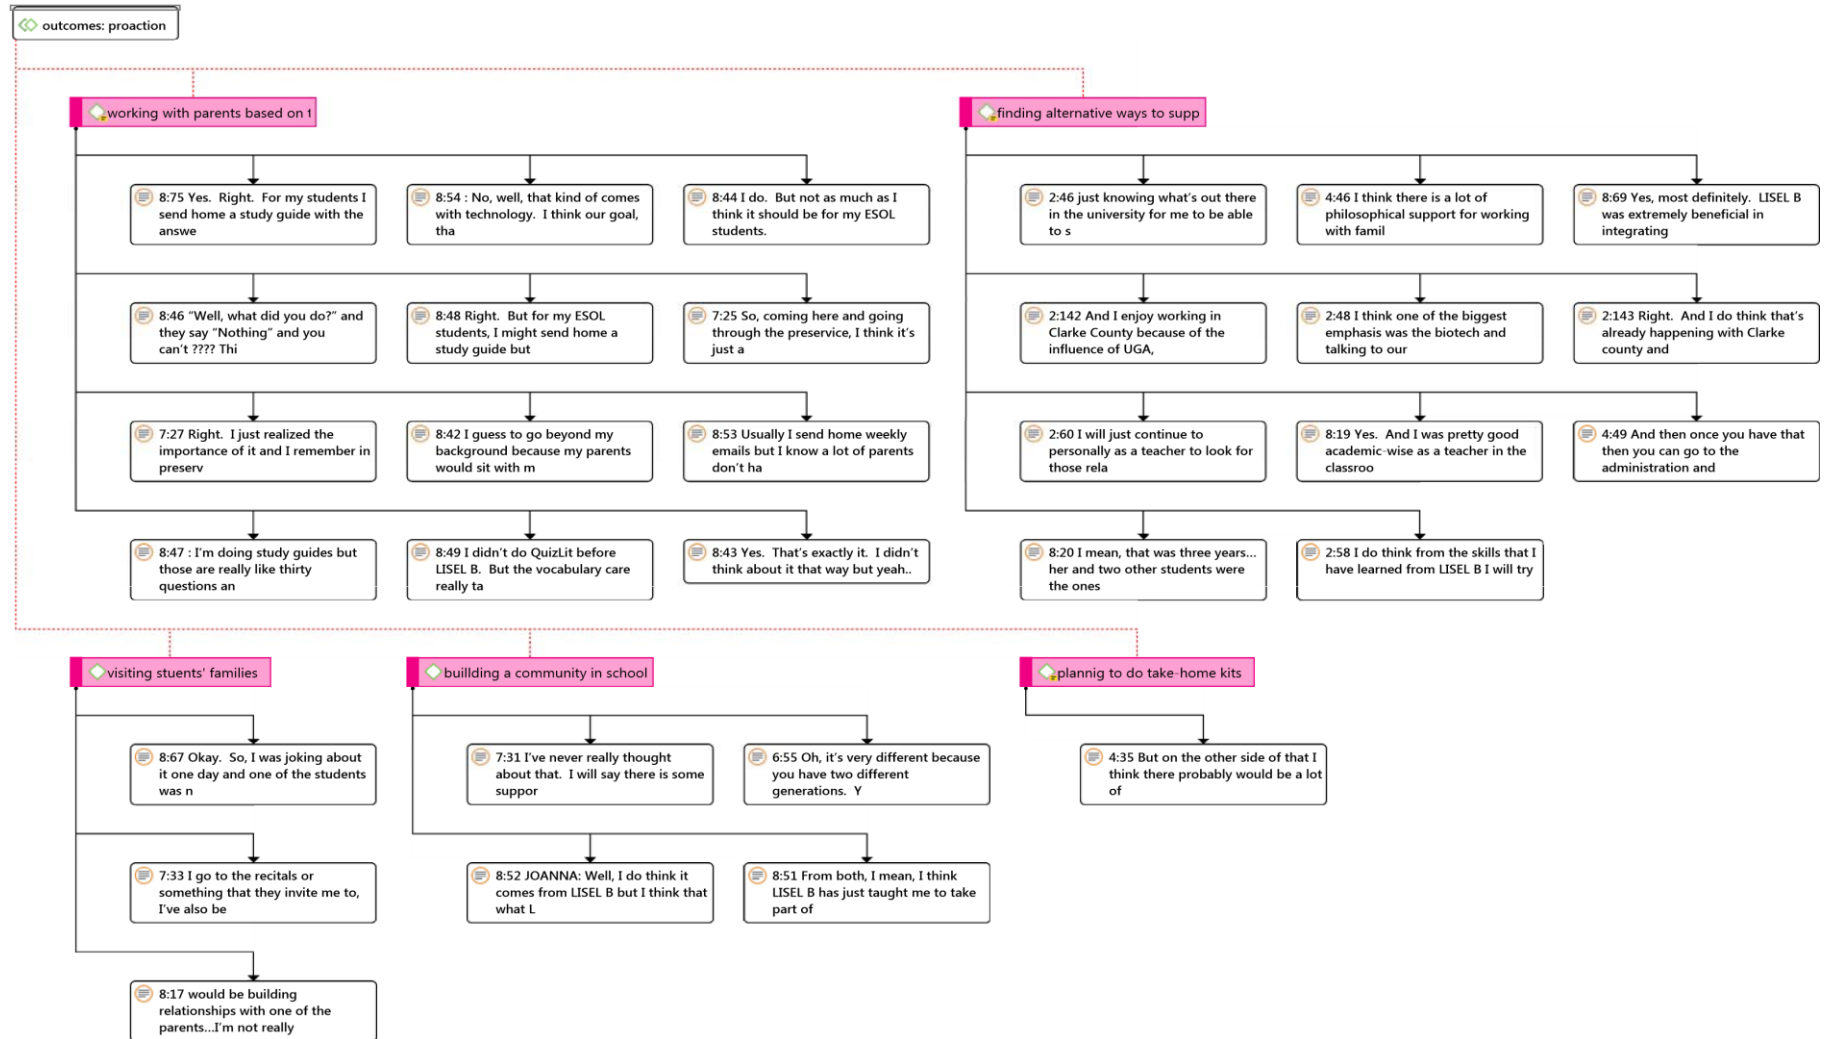 outcomes: proaction
working with parents based on t
8:75 Yes.  Right.  For my students I
send home a study guide with the
answe
8:54 : No, well, that kind of comes
with technology.  I think our goal,
tha
8:44 I do.  But not as much as I
think it should be for my ESOL
students.
8:46 “Well, what did you do?” and
they say “Nothing” and you
can’t ???? Thi
8:48 Right.  But for my ESOL
students, I might send home a
study guide but
7:25 So, coming here and going
through the preservice, I think it’s
just a
7:27 Right.  I just realized the
importance of it and I remember in
preserv
8:42 I guess to go beyond my
background because my parents
would sit with m
8:53 Usually I send home weekly
emails but I know a lot of parents
don’t ha
8:47 : I’m doing study guides but
those are really like thirty
questions an
8:49 I didn’t do QuizLit before
LISEL B.  But the vocabulary care
really ta
8:43 Yes.  That’s exactly it.  I didn’t
think about it that way but yeah..
finding alternative ways to supp
2:46 just knowing what’s out there
in the university for me to be able
to s
4:46 I think there is a lot of
philosophical support for working
with famil
8:69 Yes, most definitely.  LISEL B
was extremely beneficial in
integrating
2:142 And I enjoy working in
Clarke County because of the
influence of UGA,
2:48 I think one of the biggest
emphasis was the biotech and
talking to our
2:143 Right.  And I do think that’s
already happening with Clarke
county and
2:60 I will just continue to
personally as a teacher to look for
those rela
8:19 Yes.  And I was pretty good
academic-wise as a teacher in the
classroo
4:49 And then once you have that
then you can go to the
administration and
8:20 I mean, that was three years…
her and two other students were
the ones
2:58 I do think from the skills that I
have learned from LISEL B I will try
visiting stuents' families
8:67 Okay.  So, I was joking about
it one day and one of the students
was n
7:33 I go to the recitals or
something that they invite me to,
I’ve also be
8:17 would be building
relationships with one of the
parents…I’m not really
buillding a community in school
7:31 I’ve never really thought
about that.  I will say there is some
suppor
6:55 Oh, it’s very different because
you have two different
generations.  Y
8:52 JOANNA: Well, I do think it
comes from LISEL B but I think that
what L
8:51 From both, I mean, I think
LISEL B has just taught me to take
part of
plannig to do take-home kits
4:35 But on the other side of that I
think there probably would be a lot
of